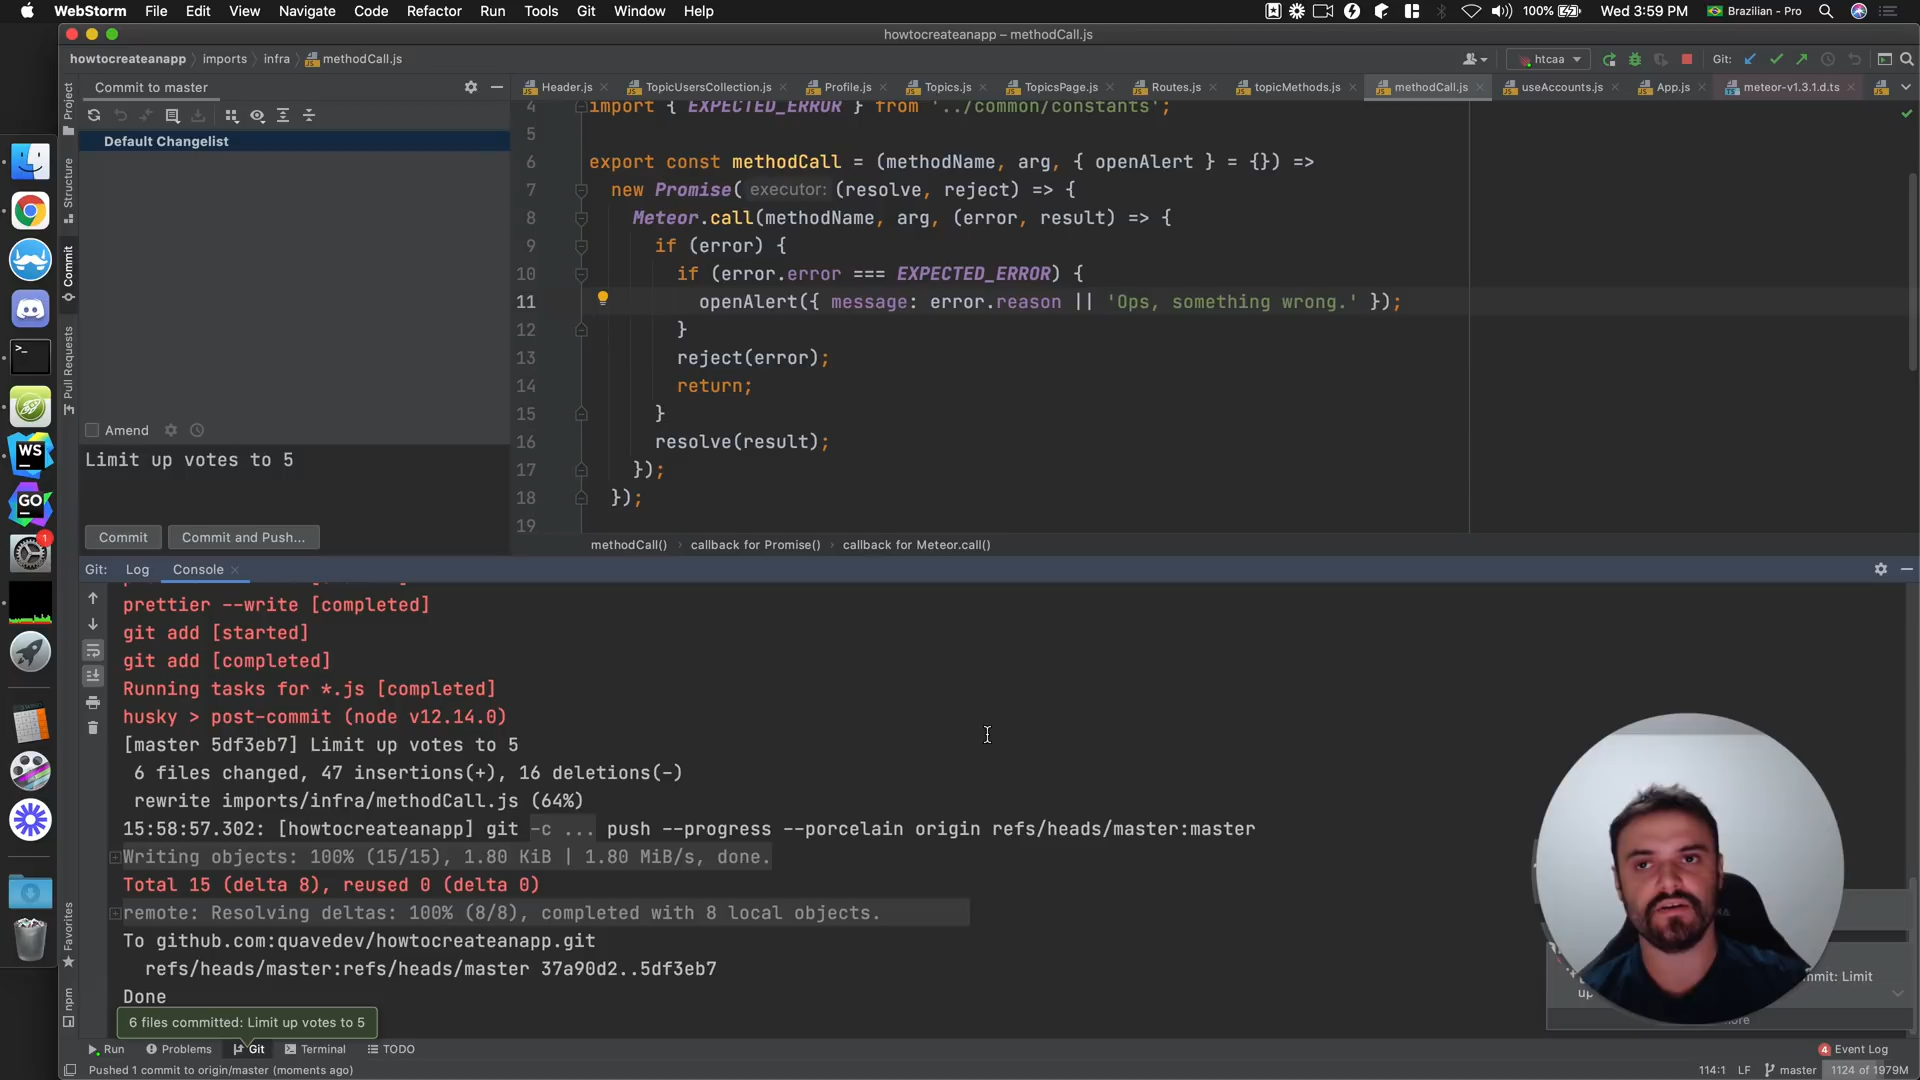 WebStorm File Edit View Navigate Code Refactor Run Tools Git Window Help 100% Wed 3:59 PM Brazilian - Pro
howtocreateanapp – methodCall.js
howtocreateanapp imports infra methodCall.js htcaa Git:
Commit to master
Header.js TopicUsersCollection.js Profile.js Topics.js TopicsPage.js Routes.js topicMethods.js methodCall.js useAccounts.js App.js meteor-v1.3.1.d.ts
Default Changelist
Project
Structure
Commit
Pull Requests
4 import { EXPECTED_ERROR } from '../common/constants';
5
6 export const methodCall = (methodName, arg, { openAlert } = {}) =>
7 new Promise( executor: (resolve, reject) => {
8 Meteor.call(methodName, arg, (error, result) => {
9 if (error) {
10 if (error.error === EXPECTED_ERROR) {
11 openAlert({ message: error.reason || 'Ops, something wrong.' });
12 }
13 reject(error);
14 return;
15 }
16 resolve(result);
17 });
18 });
19
Amend
Limit up votes to 5
Commit Commit and Push...
methodCall() callback for Promise() callback for Meteor.call()
Git: Log Console
prettier --write [completed]
git add [started]
git add [completed]
Running tasks for *.js [completed]
husky > post-commit (node v12.14.0)
[master 5df3eb7] Limit up votes to 5
6 files changed, 47 insertions(+), 16 deletions(-)
rewrite imports/infra/methodCall.js (64%)
15:58:57.302: [howtocreateanapp] git -c ... push --progress --porcelain origin refs/heads/master:master
Writing objects: 100% (15/15), 1.80 KiB | 1.80 MiB/s, done.
Total 15 (delta 8), reused 0 (delta 0)
remote: Resolving deltas: 100% (8/8), completed with 8 local objects.
To github.com:quavedev/howtocreateanapp.git
refs/heads/master:refs/heads/master 37a90d2..5df3eb7
Done
Limit
up
6 files committed: Limit up votes to 5
Favorites
npm
WS
GO
1
Run Problems Git Terminal TODO 4 Event Log
Pushed 1 commit to origin/master (moments ago) 114:1 LF master 1124 of 1979M